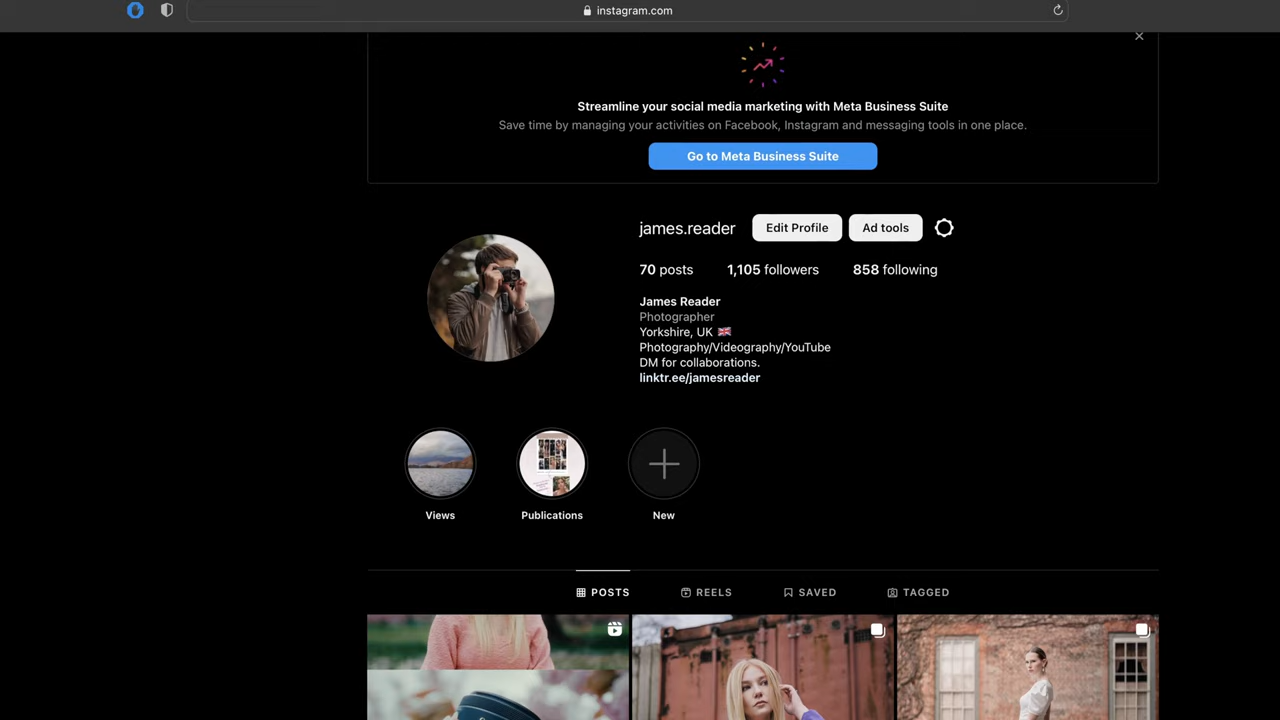 instagram.com
Streamline your social media marketing with Meta Business Suite
Save time by managing your activities on Facebook, Instagram and messaging tools in one place.
Go to Meta Business Suite
james.reader Edit Profile Ad tools
70 posts 1,105 followers 858 following
James Reader
Photographer
Yorkshire, UK 🇬🇧
Photography/Videography/YouTube
DM for collaborations.
linktr.ee/jamesreader
Views Publications New
POSTS REELS SAVED TAGGED